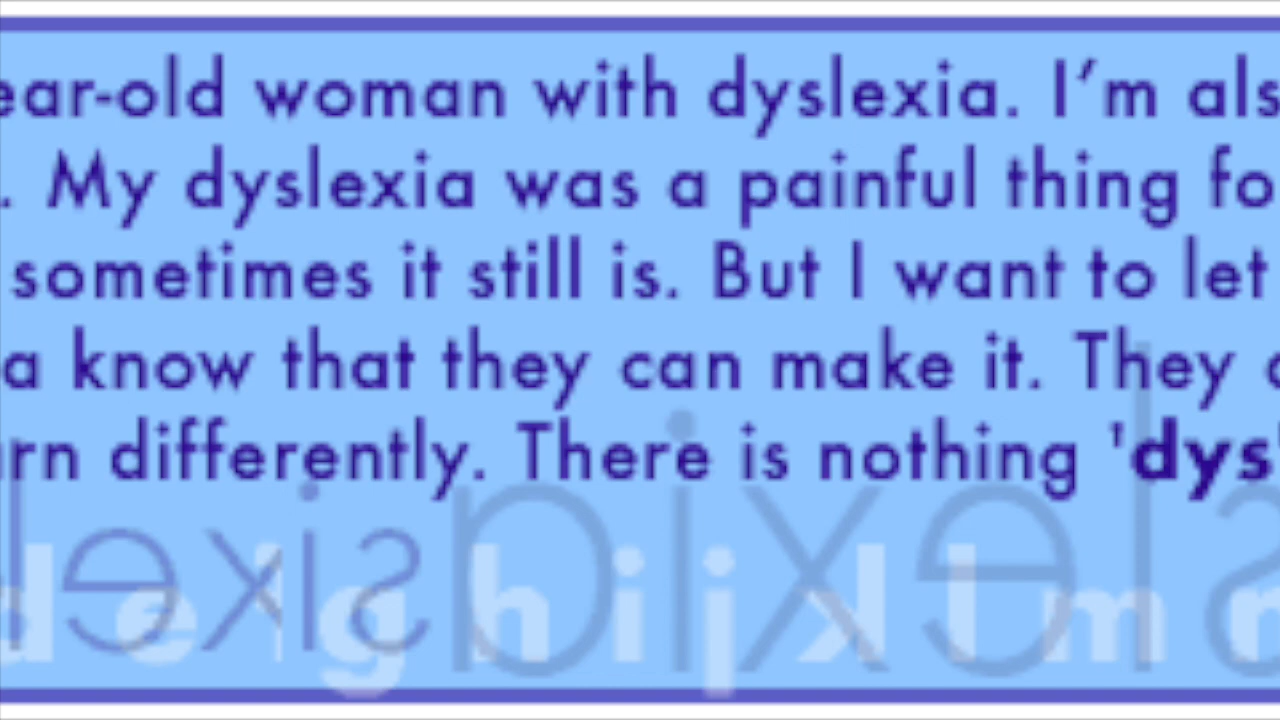 ear-old woman with dyslexia. I'm als
. My dyslexia was a painful thing fo
sometimes it still is. But I want to let
a know that they can make it. They
rn differently. There is nothing 'dys
d e g h i j k l m